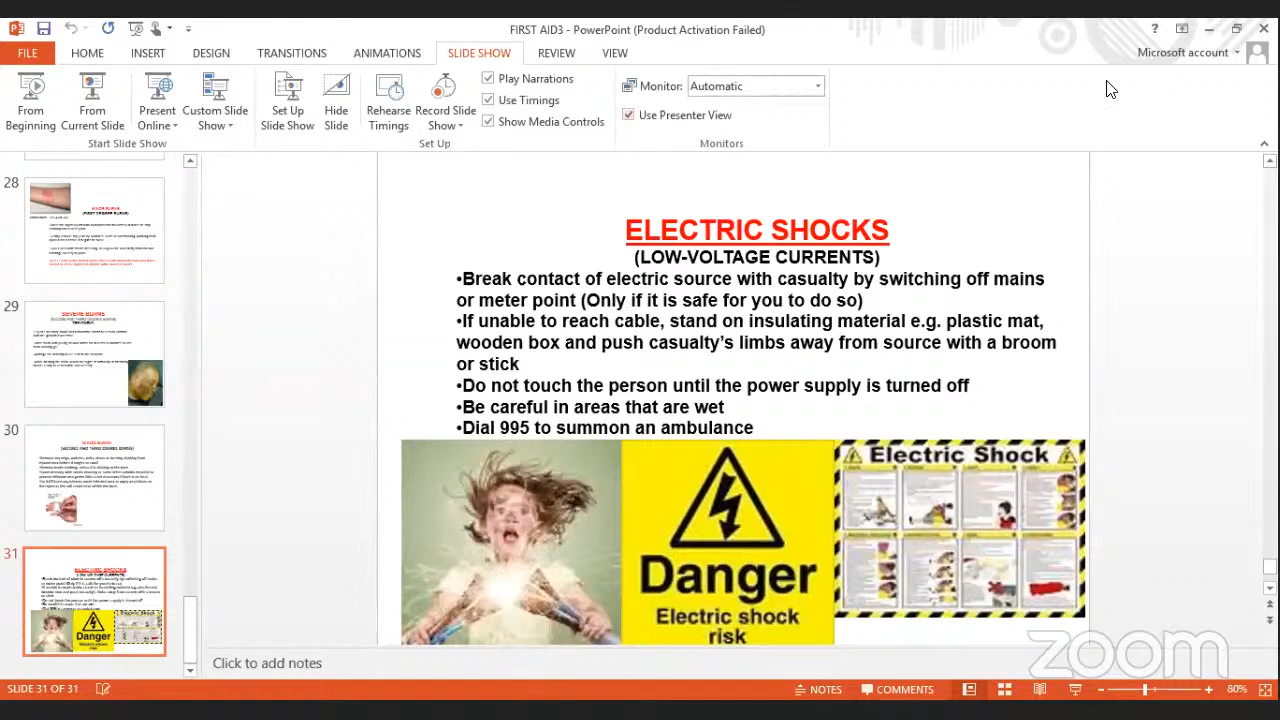 FIRST AID3 - PowerPoint (Product Activation Failed)
FILE HOME INSERT DESIGN TRANSITIONS ANIMATIONS SLIDE SHOW REVIEW VIEW
Microsoft account
From Beginning
From Current Slide
Present Online
Custom Slide Show
Set Up Slide Show
Hide Slide
Rehearse Timings
Record Slide Show
Play Narrations
Use Timings
Show Media Controls
Monitor: Automatic
Use Presenter View
Start Slide Show
Set Up
Monitors
28
29
SEVERE BURNS
30
31
ELECTRIC SHOCKS
(LOW-VOLTAGE CURRENTS)
•Break contact of electric source with casualty by switching off mains
or meter point (Only if it is safe for you to do so)
•If unable to reach cable, stand on insulating material e.g. plastic mat,
wooden box and push casualty’s limbs away from source with a broom
or stick
•Do not touch the person until the power supply is turned off
•Be careful in areas that are wet
•Dial 995 to summon an ambulance
Danger
Electric shock
risk
Electric Shock
zoom
Click to add notes
SLIDE 31 OF 31
NOTES
COMMENTS
80%